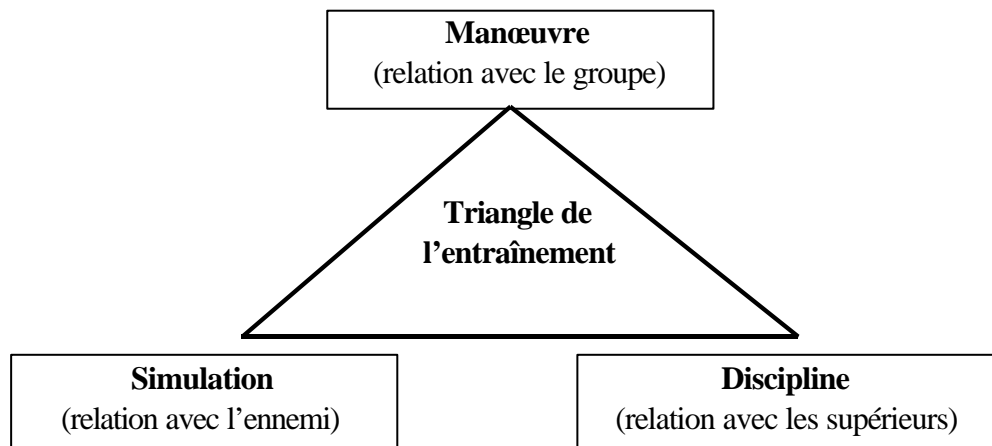 Manœuvre
(relation avec le groupe)
Triangle de
l’entraînement
Simulation
(relation avec l’ennemi)
Discipline
(relation avec les supérieurs)